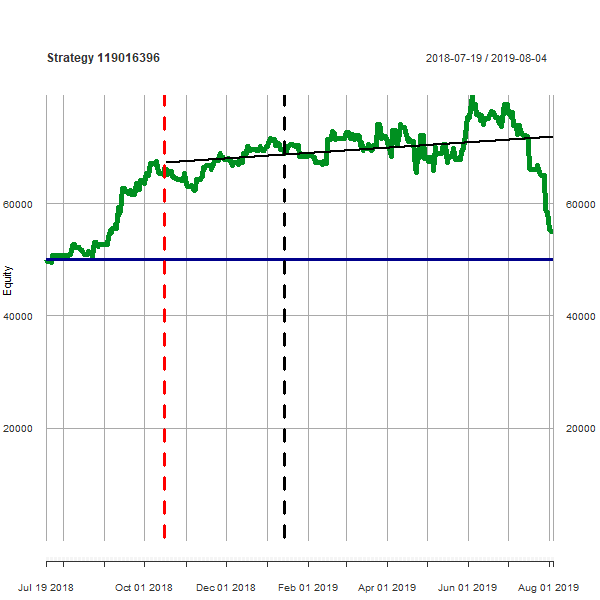 Strategy 119016396 2018-07-19 / 2019-08-04
60000 60000
Equity
40000 40000
20000 20000
Jul 19 2018 Oct 01 2018 Dec 01 2018 Feb 01 2019 Apr 01 2019 Jun 01 2019 Aug 01 2019